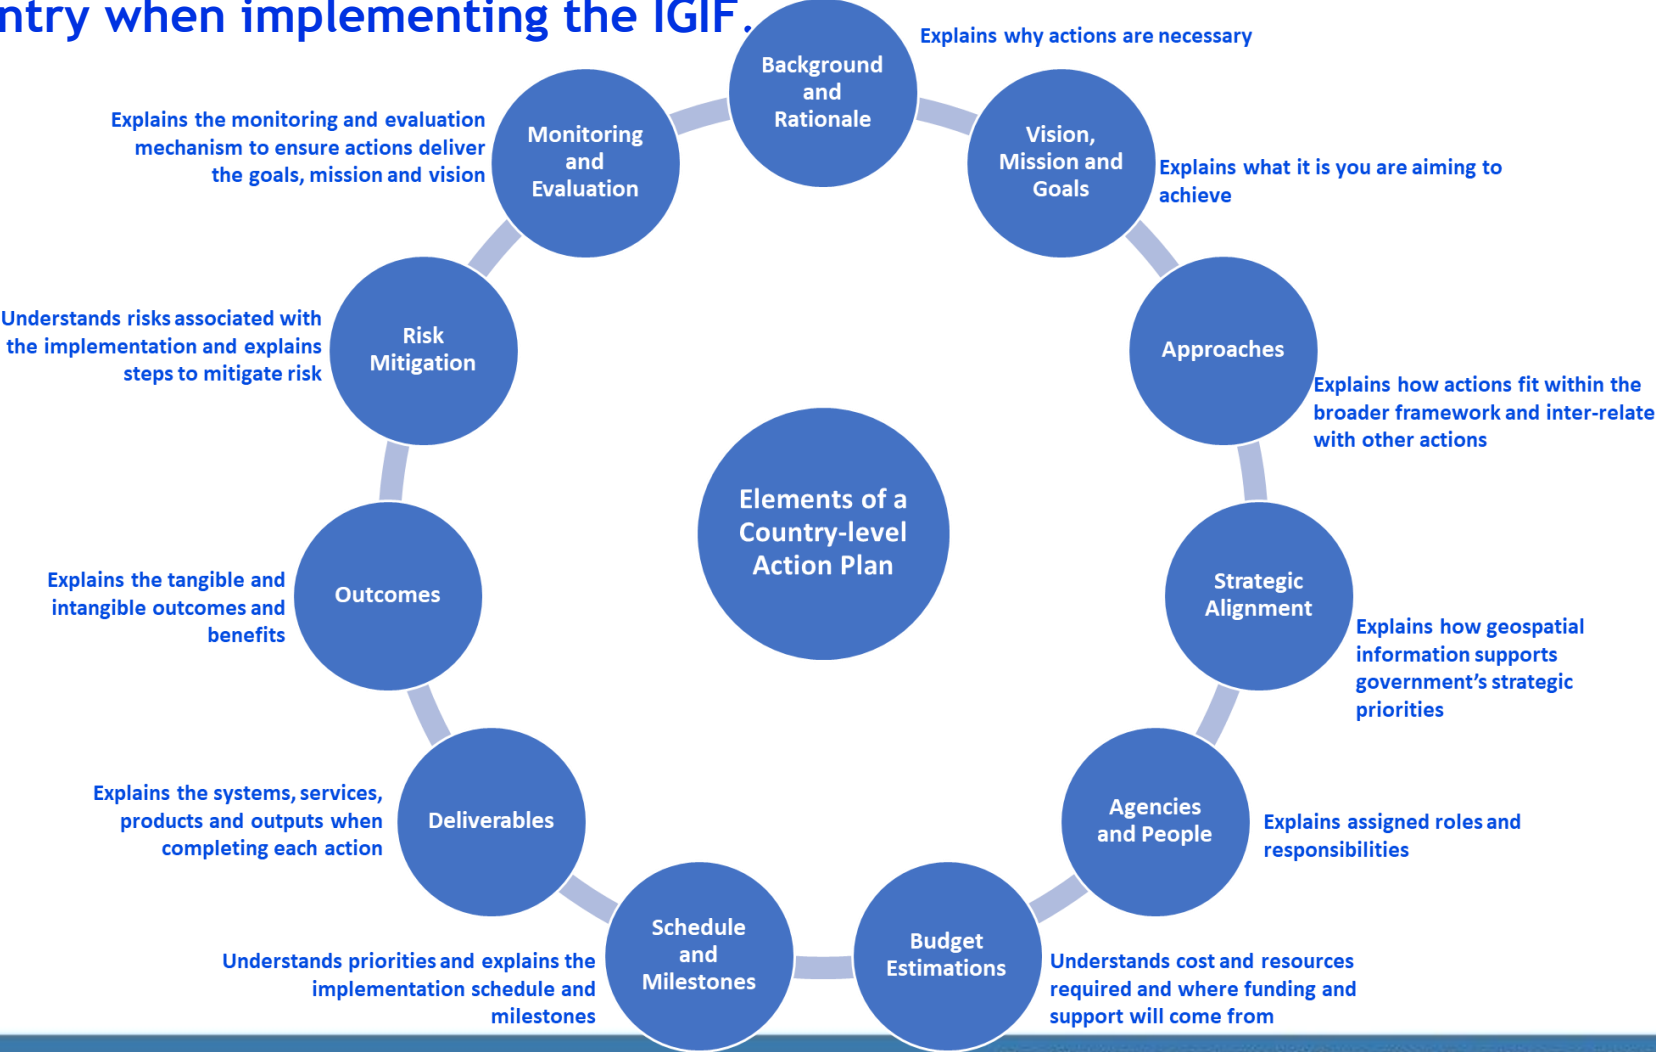 ntry when implementing the IGIF.
Background
and
Rationale
Explains why actions are necessary
Vision,
Mission and
Goals
Explains what it is you are aiming to
achieve
Approaches
Explains how actions fit within the
broader framework and inter-relate
with other actions
Strategic
Alignment
Explains how geospatial
information supports
government’s strategic
priorities
Agencies
and People
Explains assigned roles and
responsibilities
Budget
Estimations
Understands cost and resources
required and where funding and
support will come from
Schedule
and
Milestones
Understands priorities and explains the
implementation schedule and
milestones
Deliverables
Explains the systems, services,
products and outputs when
completing each action
Outcomes
Explains the tangible and
intangible outcomes and
benefits
Risk
Mitigation
Understands risks associated with
the implementation and explains
steps to mitigate risk
Monitoring
and
Evaluation
Explains the monitoring and evaluation
mechanism to ensure actions deliver
the goals, mission and vision
Elements of a
Country-level
Action Plan